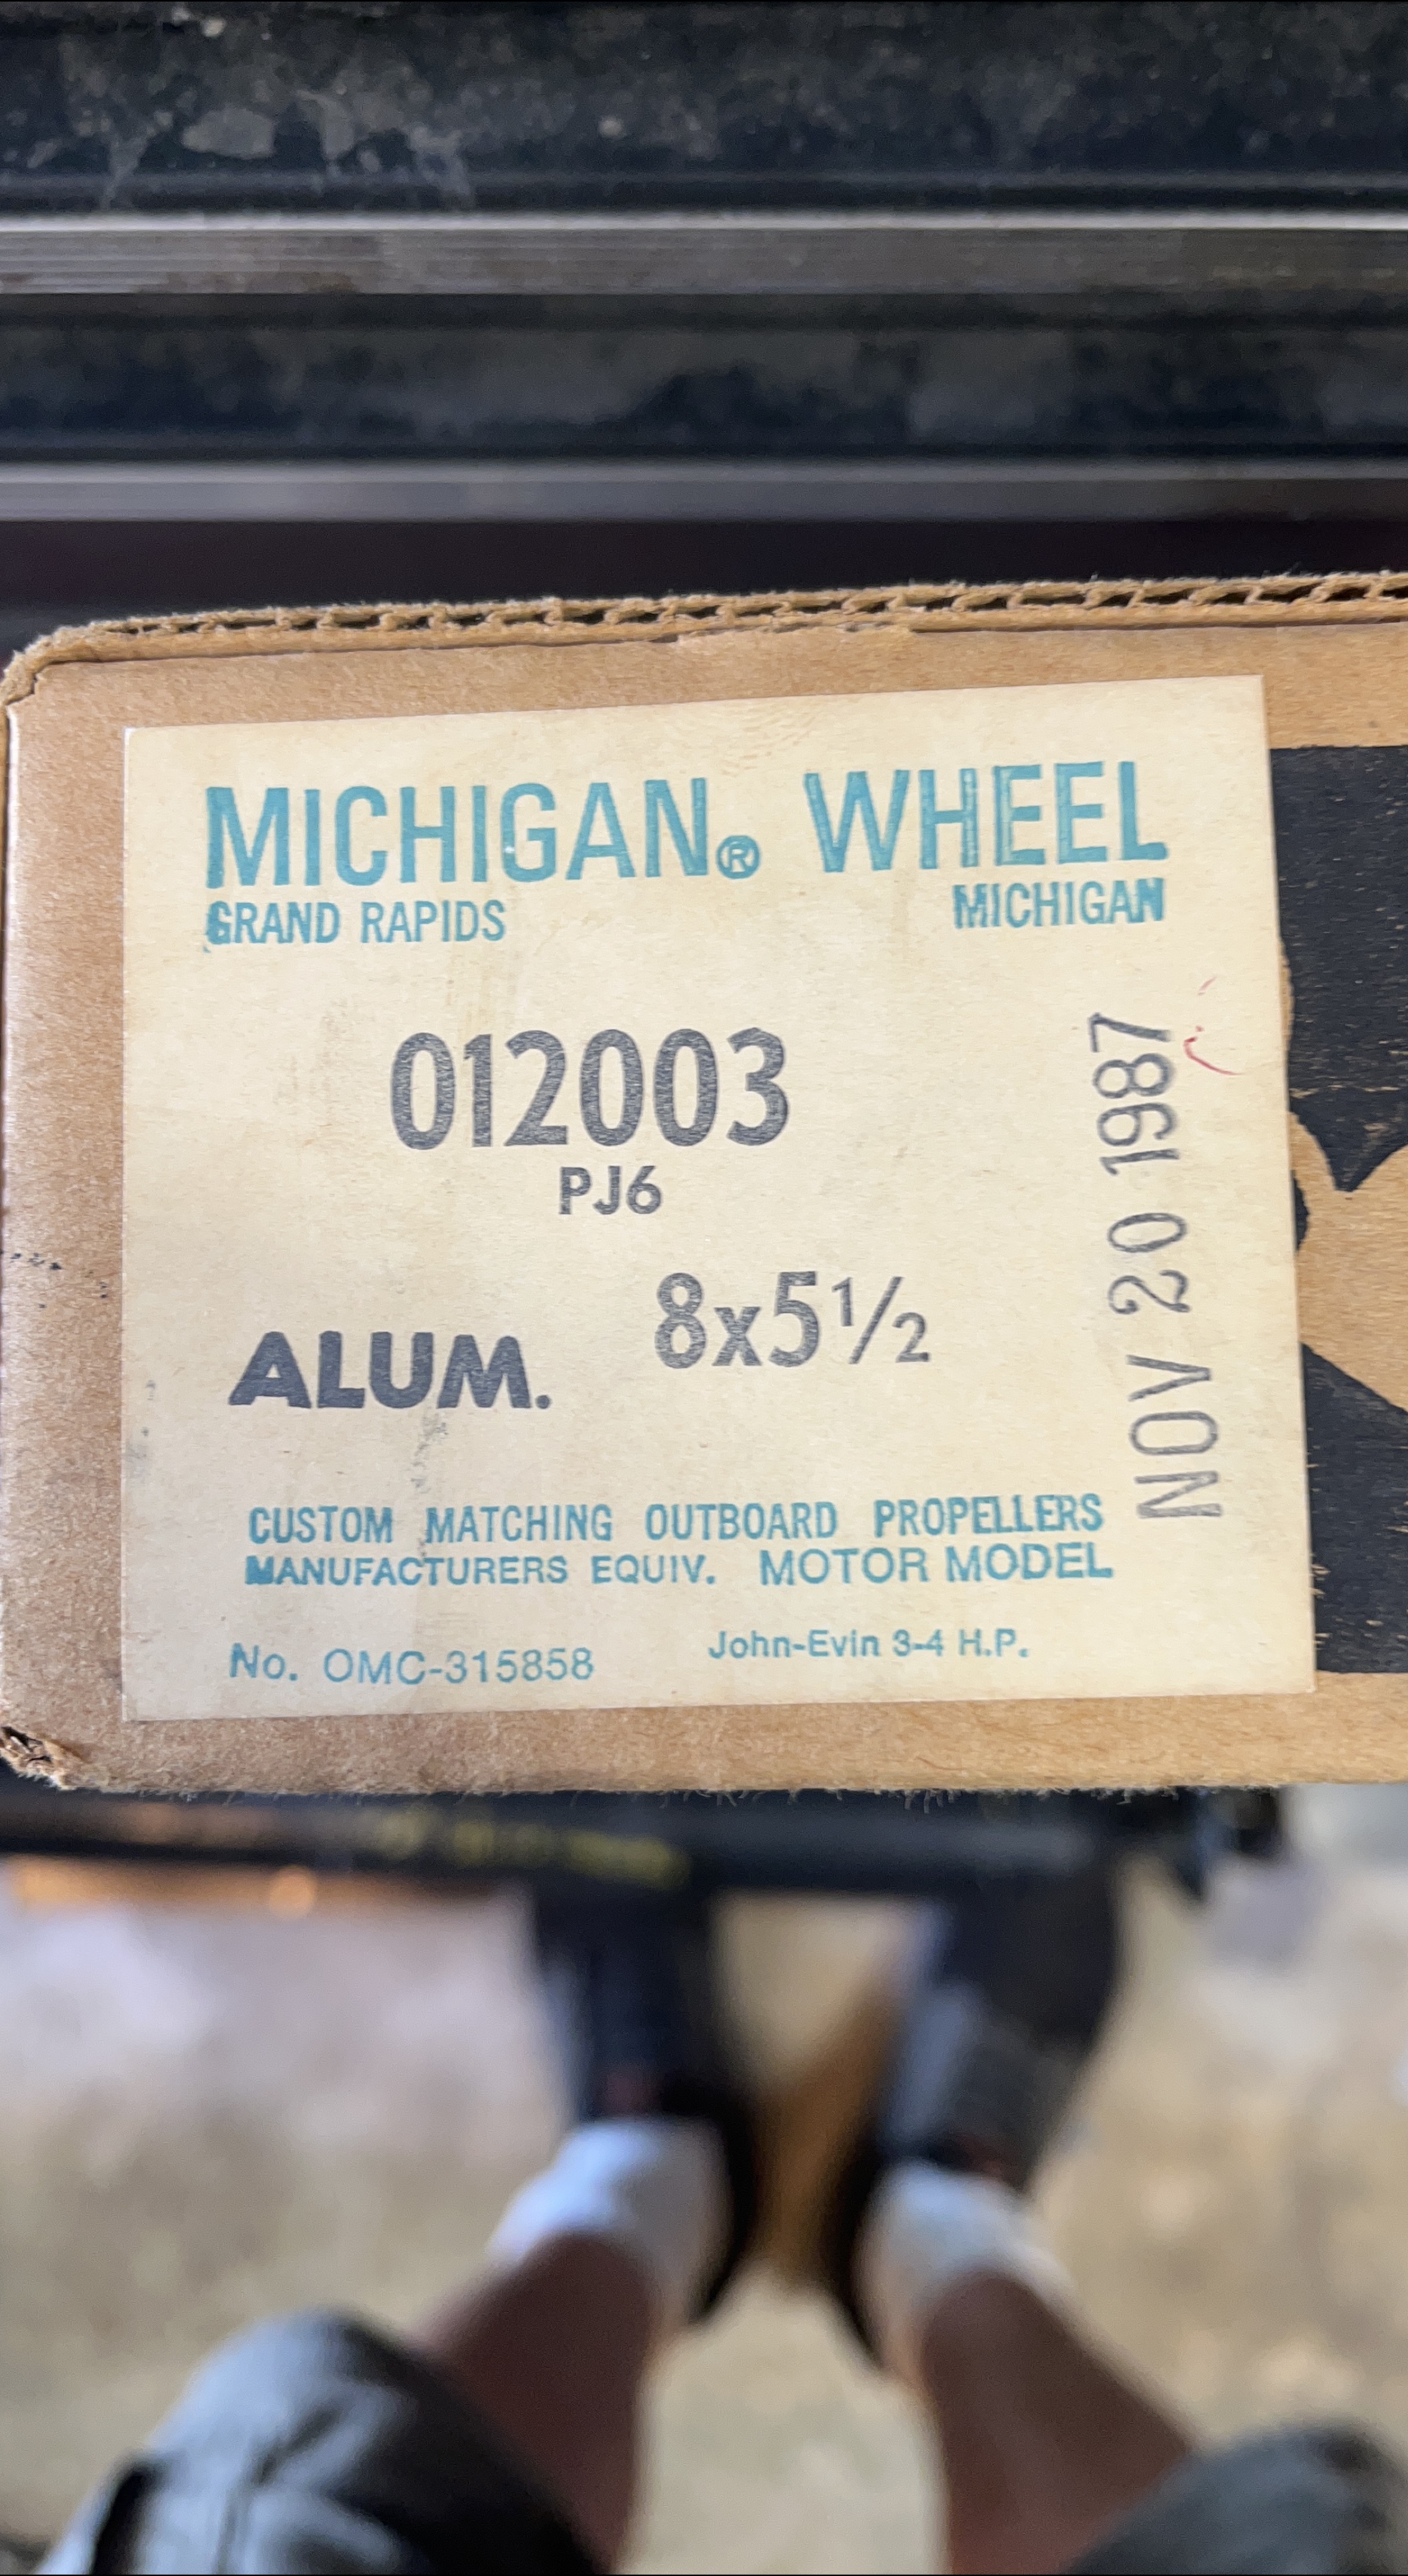 MICHIGAN® WHEEL
GRAND RAPIDS MICHIGAN
012003
PJ6
ALUM. 8x5½
NOV 20 1987
CUSTOM MATCHING OUTBOARD PROPELLERS
MANUFACTURERS EQUIV. MOTOR MODEL
No. OMC-315858 John-Evin 3-4 H.P.